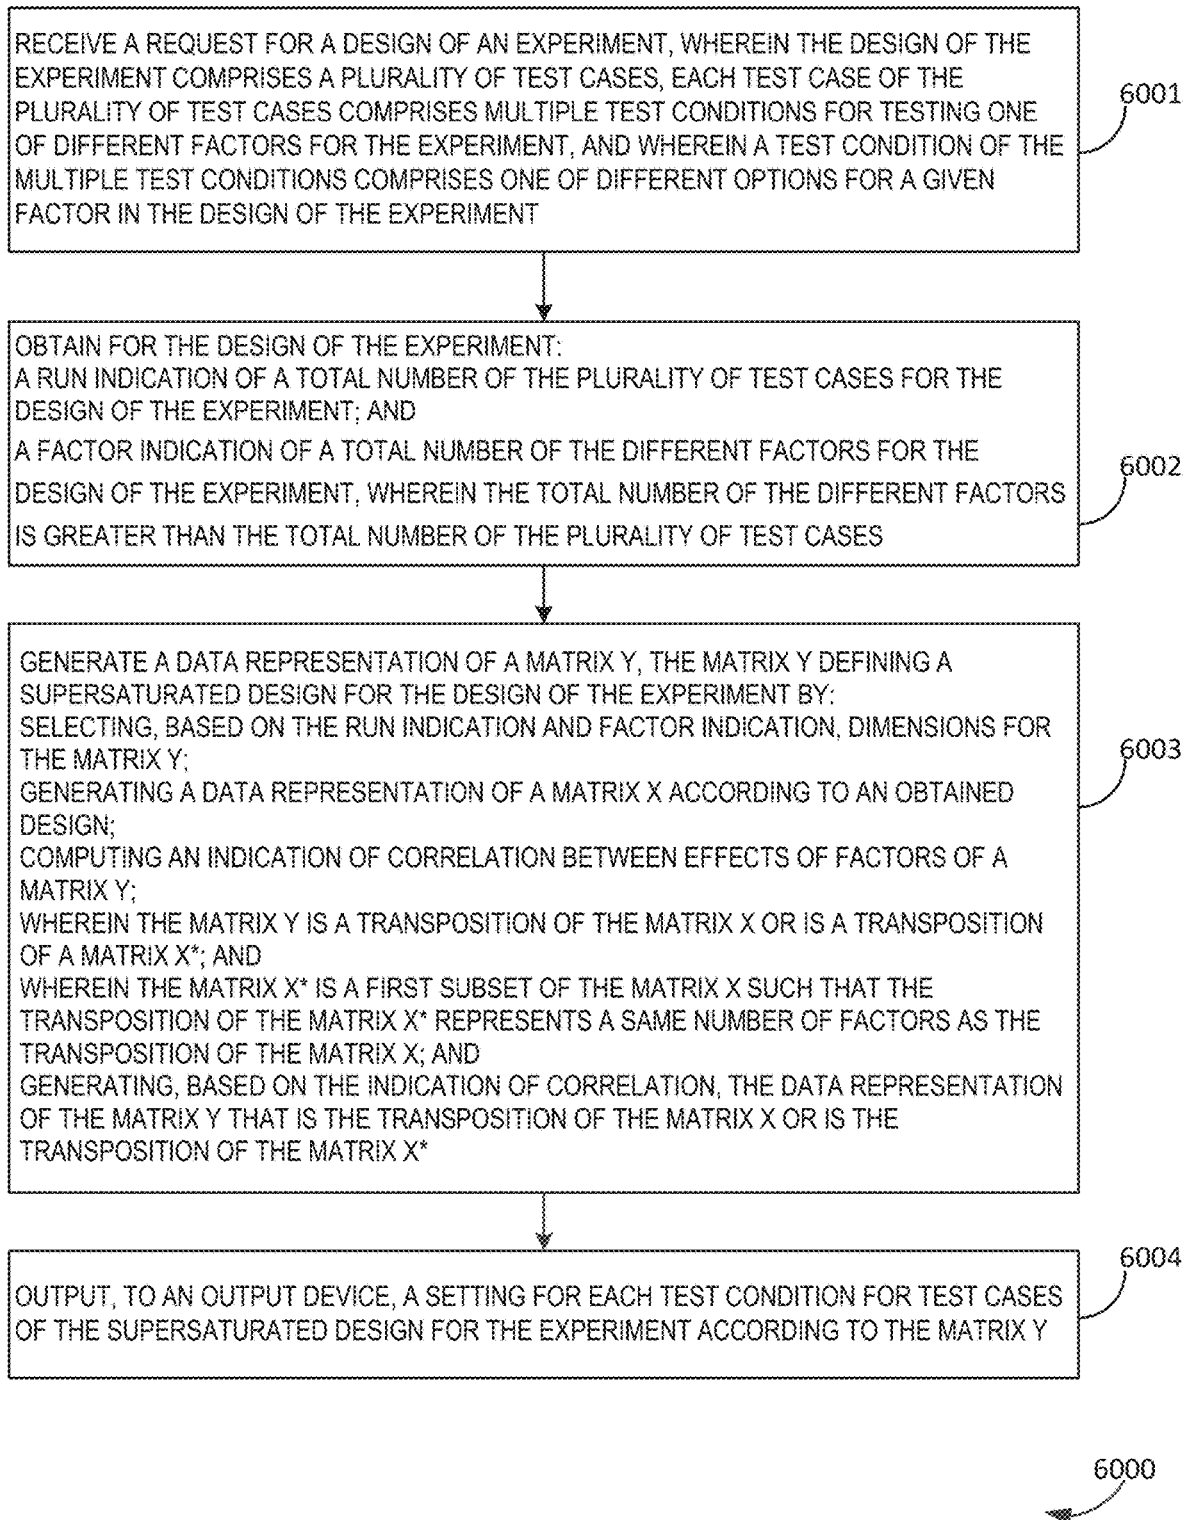 RECEIVE A REQUEST FOR A DESIGN OF AN EXPERIMENT, WHEREIN THE DESIGN OF THE
EXPERIMENT COMPRISES A PLURALITY OF TEST CASES, EACH TEST CASE OF THE
PLURALITY OF TEST CASES COMPRISES MULTIPLE TEST CONDITIONS FOR TESTING ONE
OF DIFFERENT FACTORS FOR THE EXPERIMENT, AND WHEREIN A TEST CONDITION OF THE
MULTIPLE TEST CONDITIONS COMPRISES ONE OF DIFFERENT OPTIONS FOR A GIVEN
FACTOR IN THE DESIGN OF THE EXPERIMENT
6001
OBTAIN FOR THE DESIGN OF THE EXPERIMENT:
A RUN INDICATION OF A TOTAL NUMBER OF THE PLURALITY OF TEST CASES FOR THE
DESIGN OF THE EXPERIMENT; AND
A FACTOR INDICATION OF A TOTAL NUMBER OF THE DIFFERENT FACTORS FOR THE
DESIGN OF THE EXPERIMENT, WHEREIN THE TOTAL NUMBER OF THE DIFFERENT FACTORS
IS GREATER THAN THE TOTAL NUMBER OF THE PLURALITY OF TEST CASES
6002
GENERATE A DATA REPRESENTATION OF A MATRIX Y, THE MATRIX Y DEFINING A
SUPERSATURATED DESIGN FOR THE DESIGN OF THE EXPERIMENT BY:
SELECTING, BASED ON THE RUN INDICATION AND FACTOR INDICATION, DIMENSIONS FOR
THE MATRIX Y;
GENERATING A DATA REPRESENTATION OF A MATRIX X ACCORDING TO AN OBTAINED
DESIGN;
COMPUTING AN INDICATION OF CORRELATION BETWEEN EFFECTS OF FACTORS OF A
MATRIX Y;
WHEREIN THE MATRIX Y IS A TRANSPOSITION OF THE MATRIX X OR IS A TRANSPOSITION
OF A MATRIX X*; AND
WHEREIN THE MATRIX X* IS A FIRST SUBSET OF THE MATRIX X SUCH THAT THE
TRANSPOSITION OF THE MATRIX X* REPRESENTS A SAME NUMBER OF FACTORS AS THE
TRANSPOSITION OF THE MATRIX X; AND
GENERATING, BASED ON THE INDICATION OF CORRELATION, THE DATA REPRESENTATION
OF THE MATRIX Y THAT IS THE TRANSPOSITION OF THE MATRIX X OR IS THE
TRANSPOSITION OF THE MATRIX X*
6003
OUTPUT, TO AN OUTPUT DEVICE, A SETTING FOR EACH TEST CONDITION FOR TEST CASES
OF THE SUPERSATURATED DESIGN FOR THE EXPERIMENT ACCORDING TO THE MATRIX Y
6004
6000